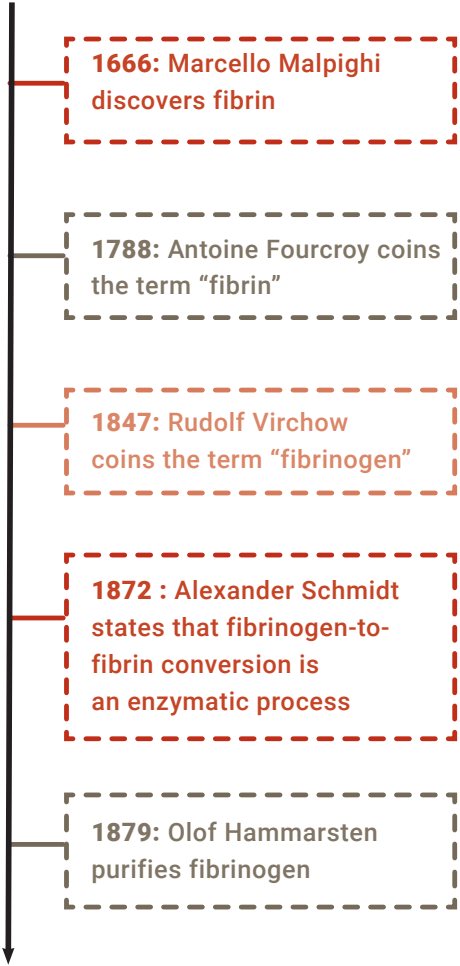 1666: Marcello Malpighi
discovers fibrin
1788: Antoine Fourcroy coins
the term “fibrin”
1847: Rudolf Virchow
coins the term “fibrinogen”
1872 : Alexander Schmidt
states that fibrinogen-to-
fibrin conversion is
an enzymatic process
1879: Olof Hammarsten
purifies fibrinogen